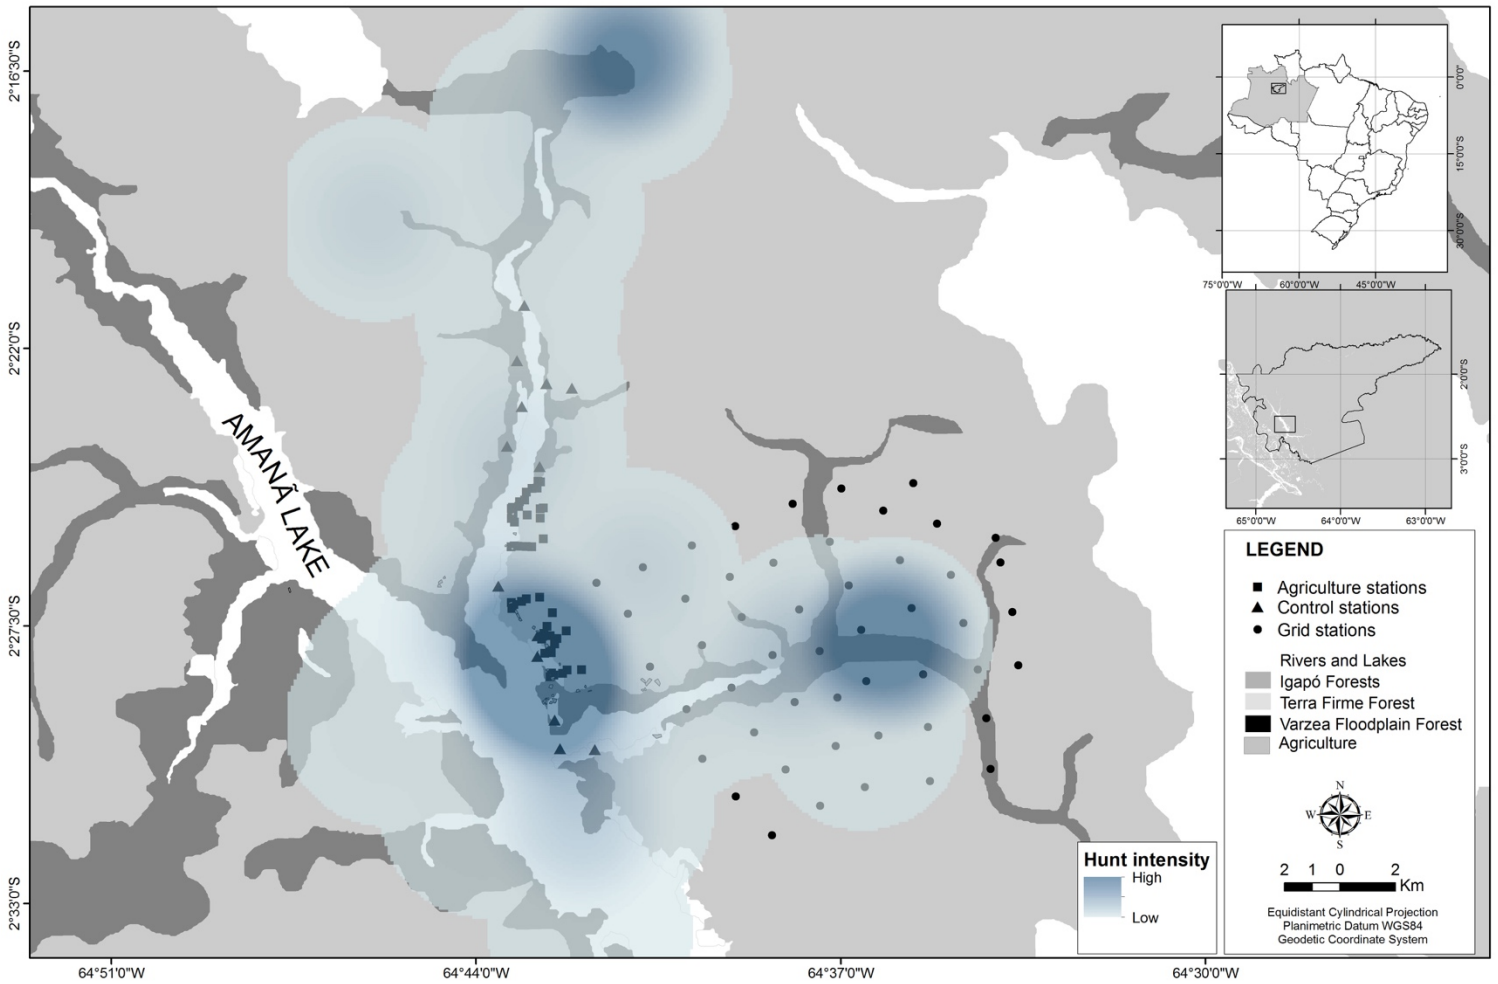 2°16'30"S
2°22'0"S
2°27'30"S
2°33'0"S
64°51'0"W
64°44'0"W
64°37'0"W
64°30'0"W
AMANÃ LAKE
0°0'0"
15°0'0"S
30°0'0"S
75°0'0"W
60°0'0"W
45°0'0"W
2°0'0"S
3°0'0"S
65°0'0"W
64°0'0"W
63°0'0"W
LEGEND
Agriculture stations
Control stations
Grid stations
Rivers and Lakes
Igapó Forests
Terra Firme Forest
Varzea Floodplain Forest
Agriculture
N
W
E
S
2 1 0 2
Km
Equidistant Cylindrical Projection
Planimetric Datum WGS84
Geodetic Coordinate System
Hunt intensity
High
Low